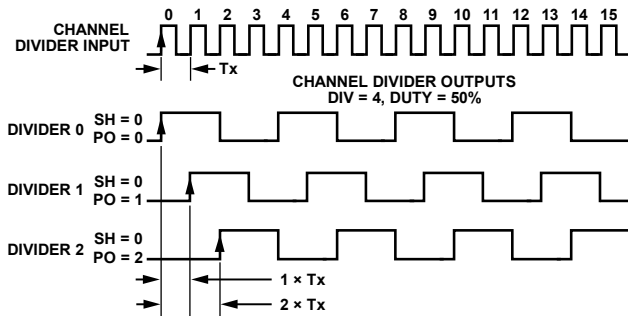 0 1 2 3 4 5 6 7 8 9 10 11 12 13 14 15
CHANNEL
DIVIDER INPUT
Tx
CHANNEL DIVIDER OUTPUTS
DIV = 4, DUTY = 50%
DIVIDER 0
SH = 0
PO = 0
DIVIDER 1
SH = 0
PO = 1
DIVIDER 2
SH = 0
PO = 2
1 × Tx
2 × Tx